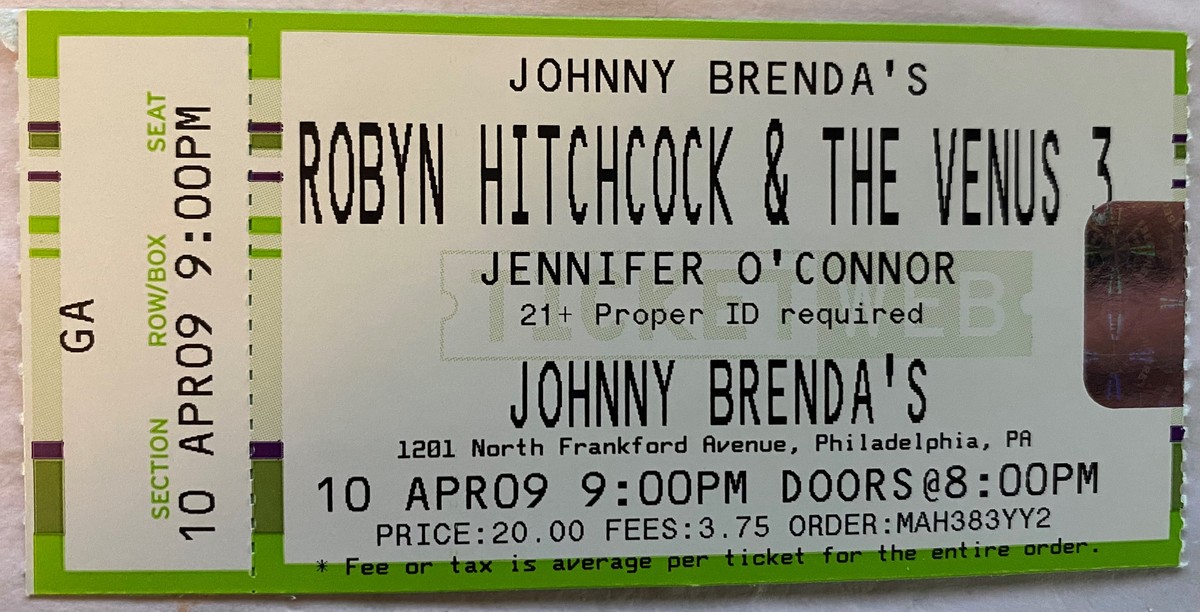 GA
SECTION ROW/BOX SEAT
10 APR09 9:00PM
JOHNNY BRENDA'S
ROBYN HITCHCOCK & THE VENUS 3
JENNIFER O'CONNOR
TICKETWEB
21+ Proper ID required
JOHNNY BRENDA'S
1201 North Frankford Avenue, Philadelphia, PA
10 APR09 9:00PM DOORS@8:00PM
PRICE:20.00 FEES:3.75 ORDER:MAH383YY2
* Fee or tax is average per ticket for the entire order.